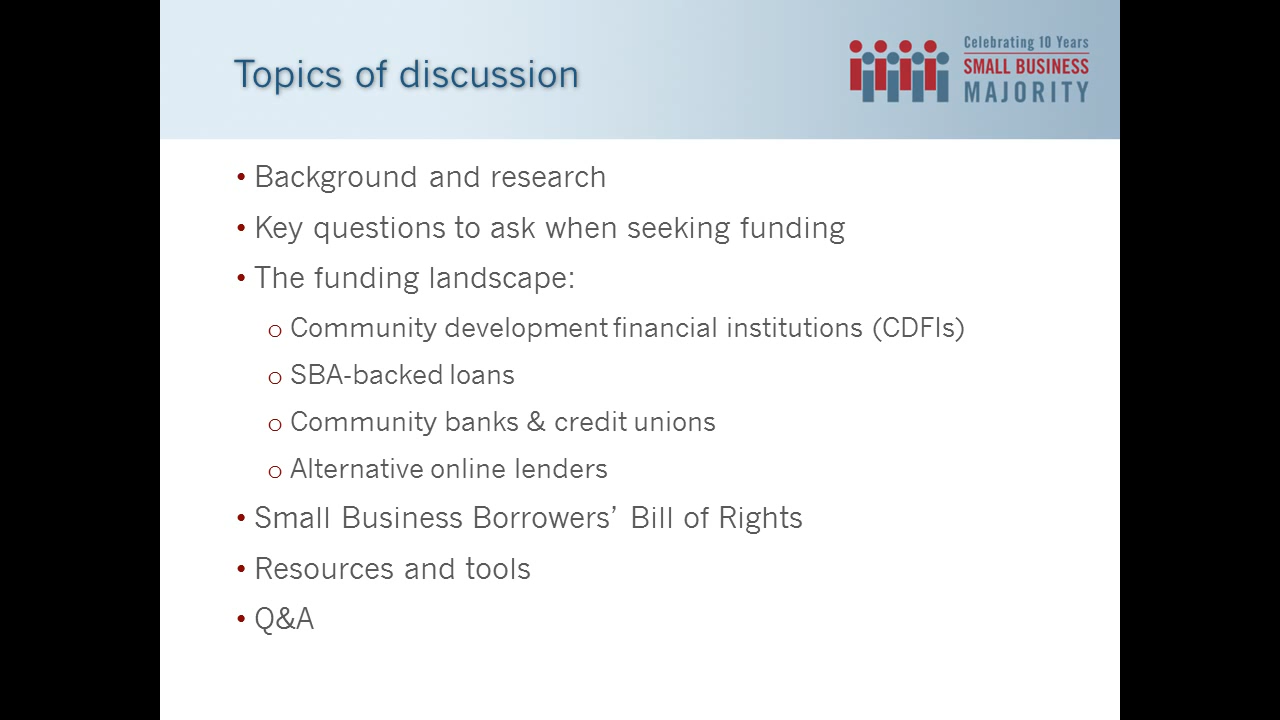 Topics of discussion
Celebrating 10 Years
SMALL BUSINESS
MAJORITY
• Background and research
• Key questions to ask when seeking funding
• The funding landscape:
o Community development financial institutions (CDFIs)
o SBA-backed loans
o Community banks & credit unions
o Alternative online lenders
• Small Business Borrowers’ Bill of Rights
• Resources and tools
• Q&A